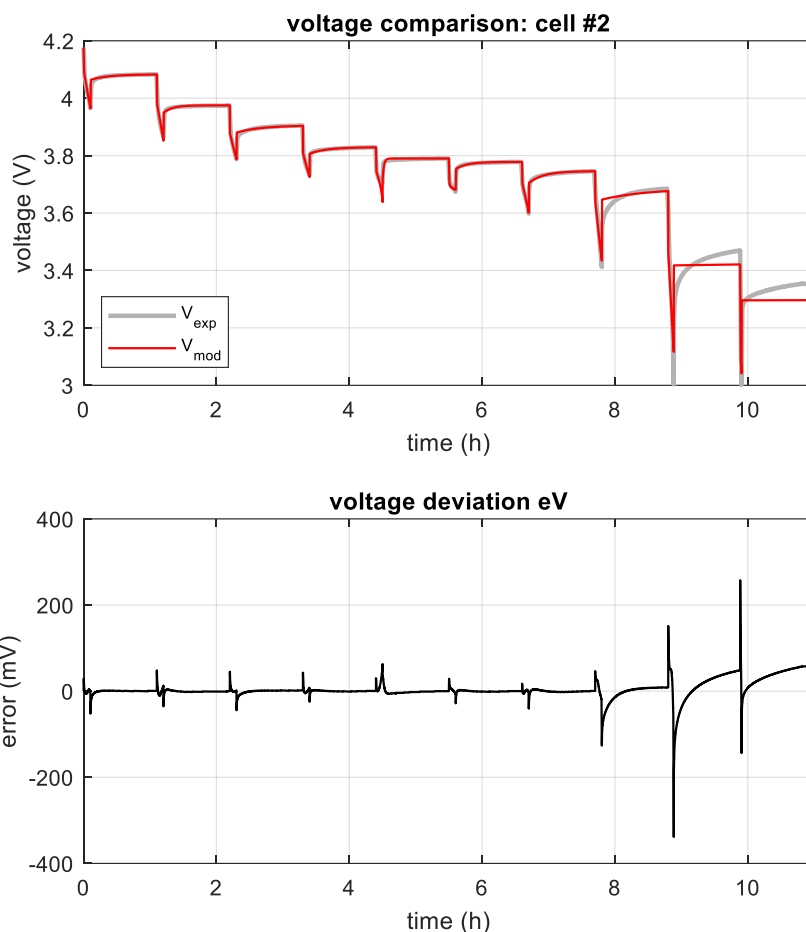 voltage comparison: cell #2
4.2
4
3.8
3.6
3.4
3.2
3
voltage (V)
V_exp
V_mod
0 2 4 6 8 10
time (h)
voltage deviation eV
400
200
0
-200
-400
error (mV)
0 2 4 6 8 10
time (h)